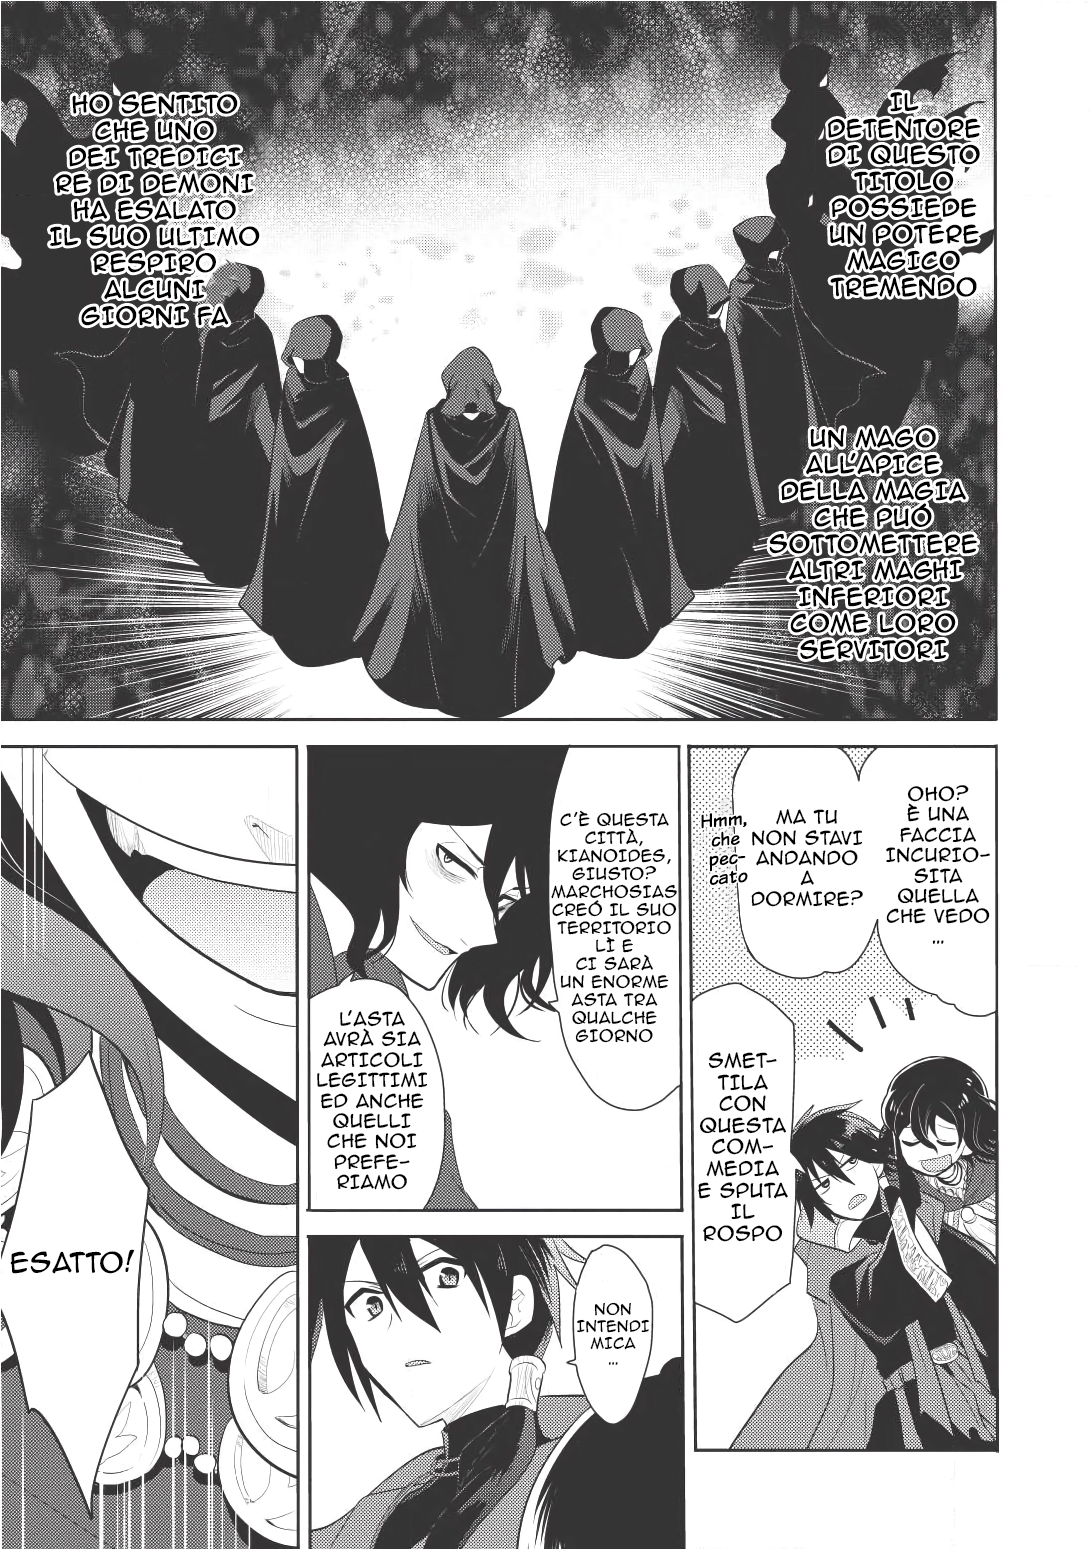 IL
DETENTORE
DI QUESTO
TITOLO
POSSIEDE
UN POTERE
MAGICO
TREMENDO
HO SENTITO
CHE UNO
DEI TREDICI
RE DI DEMONI
HA ESALATO
IL SUO ULTIMO
RESPIRO
ALCUNI
GIORNI FA
UN MAGO
ALL'APICE
DELLA MAGIA
CHE PUÓ
SOTTOMETTERE
ALTRI MAGHI
INFERIORI
COME LORO
SERVITORI
OHO?
È UNA
FACCIA
INCURIO-
SITA
QUELLA
CHE VEDO
...
MA TU
NON STAVI
ANDANDO
A
DORMIRE?
Hmm,
che
pec-
cato
SMET-
TILA
CON
QUESTA
COM-
MEDIA
E SPUTA
IL
ROSPO
C'È QUESTA
CITTÀ,
KIANOIDES,
GIUSTO?
MARCHOSIAS
CREÓ IL SUO
TERRITORIO
LÌ E
CI SARÀ
UN ENORME
ASTA TRA
QUALCHE
GIORNO
L'ASTA
AVRÀ SIA
ARTICOLI
LEGITTIMI
ED ANCHE
QUELLI
CHE NOI
PREFE-
RIAMO
NON
INTENDI
MICA
...
ESATTO!